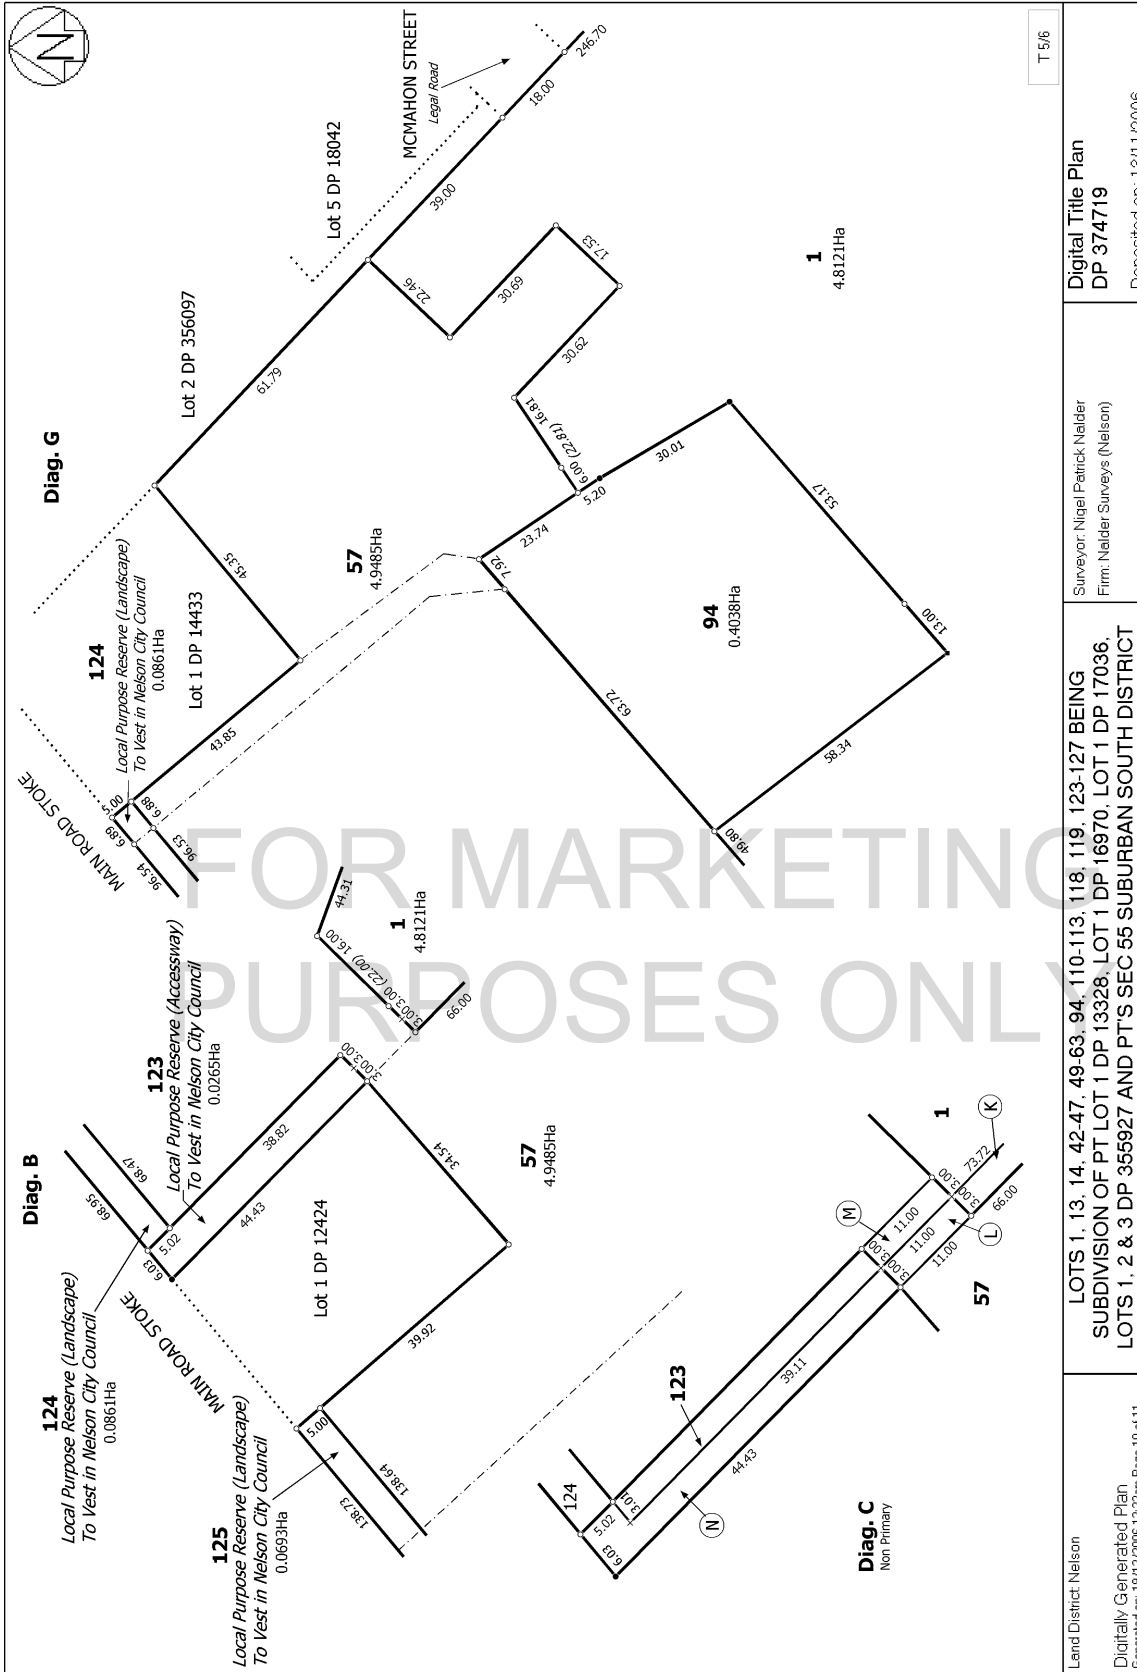 N
Diag. B
124
Local Purpose Reserve (Landscape)
To Vest in Nelson City Council
0.0861Ha
123
Local Purpose Reserve (Accessway)
To Vest in Nelson City Council
0.0265Ha
68.95
68.47
6.03
5.02
38.82
44.43
MAIN ROAD STOKE
Lot 1 DP 12424
3.00
3.00
3.00
34.54
39.92
5.00
125
Local Purpose Reserve (Landscape)
To Vest in Nelson City Council
0.0693Ha
138.73
138.64
57
4.9485Ha
44.31
1
4.8121Ha
3.00 (22.00) 16.00
3.00
66.00
Diag. C
Non Primary
124
123
5.02
6.03
3.01
39.11
44.43
N
M
L
K
3.00
3.00
11.00
11.00
11.00
3.00
3.00
73.72
66.00
1
57
Diag. G
MAIN ROAD STOKE
124
Local Purpose Reserve (Landscape)
To Vest in Nelson City Council
0.0861Ha
Lot 1 DP 14433
6.89
6.88
96.54
96.53
43.85
45.35
Lot 2 DP 356097
61.79
Lot 5 DP 18042
39.00
MCMAHON STREET
Legal Road
18.00
246.70
22.46
30.69
17.53
30.62
6.00 (22.81) 16.81
5.20
23.74
7.92
57
4.9485Ha
1
4.8121Ha
30.01
53.17
13.00
94
0.4038Ha
63.72
58.34
49.80
FOR MARKETING
PURPOSES ONLY
T 5/6
Land District: Nelson
Digitally Generated Plan
LOTS 1, 13, 14, 42-47, 49-63, 94, 110-113, 118, 119, 123-127 BEING
SUBDIVISION OF PT LOT 1 DP 13328, LOT 1 DP 16970, LOT 1 DP 17036,
LOTS 1, 2 & 3 DP 355927 AND PT'S SEC 55 SUBURBAN SOUTH DISTRICT
Surveyor: Nigel Patrick Nalder
Firm: Nalder Surveys (Nelson)
Digital Title Plan
DP 374719